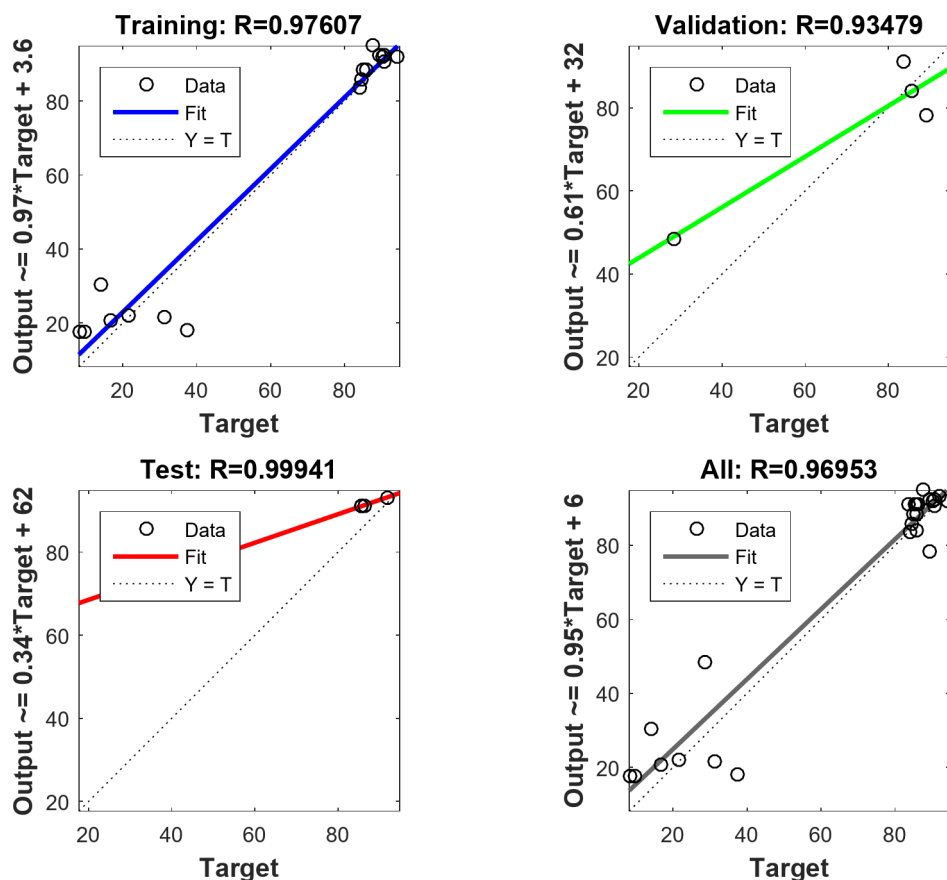 Training: R=0.97607
Output ~= 0.97*Target + 3.6
80
60
40
20
Data
Fit
Y = T
20
40
60
80
Target
Validation: R=0.93479
Output ~= 0.61*Target + 32
80
60
40
20
Data
Fit
Y = T
20
40
60
80
Target
Test: R=0.99941
Output ~= 0.34*Target + 62
80
60
40
20
Data
Fit
Y = T
20
40
60
80
Target
All: R=0.96953
Output ~= 0.95*Target + 6
80
60
40
20
Data
Fit
Y = T
20
40
60
80
Target